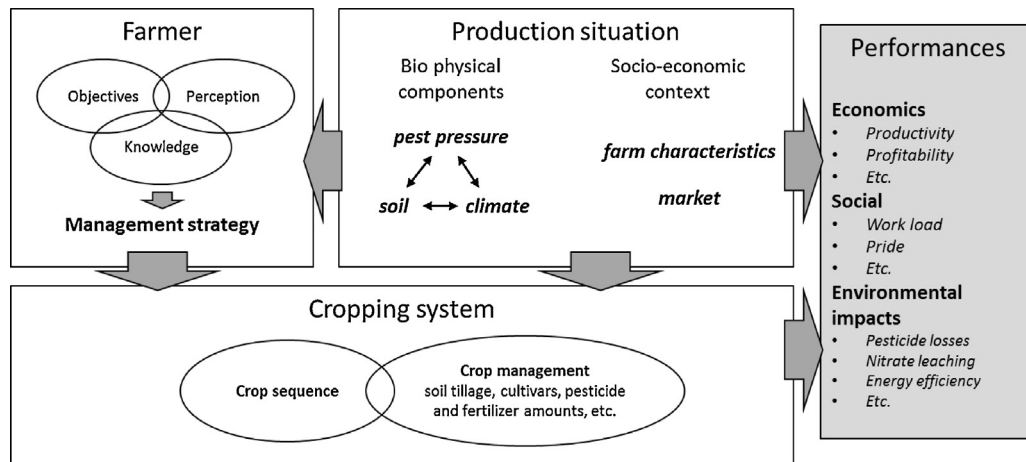 Farmer
Objectives
Perception
Knowledge
Management strategy
Production situation
Bio physical
components
pest pressure
soil
climate
Socio-economic
context
farm characteristics
market
Cropping system
Crop sequence
Crop management
soil tillage, cultivars, pesticide
and fertilizer amounts, etc.
Performances
Economics
• Productivity
• Profitability
• Etc.
Social
• Work load
• Pride
• Etc.
Environmental
impacts
• Pesticide losses
• Nitrate leaching
• Energy efficiency
• Etc.